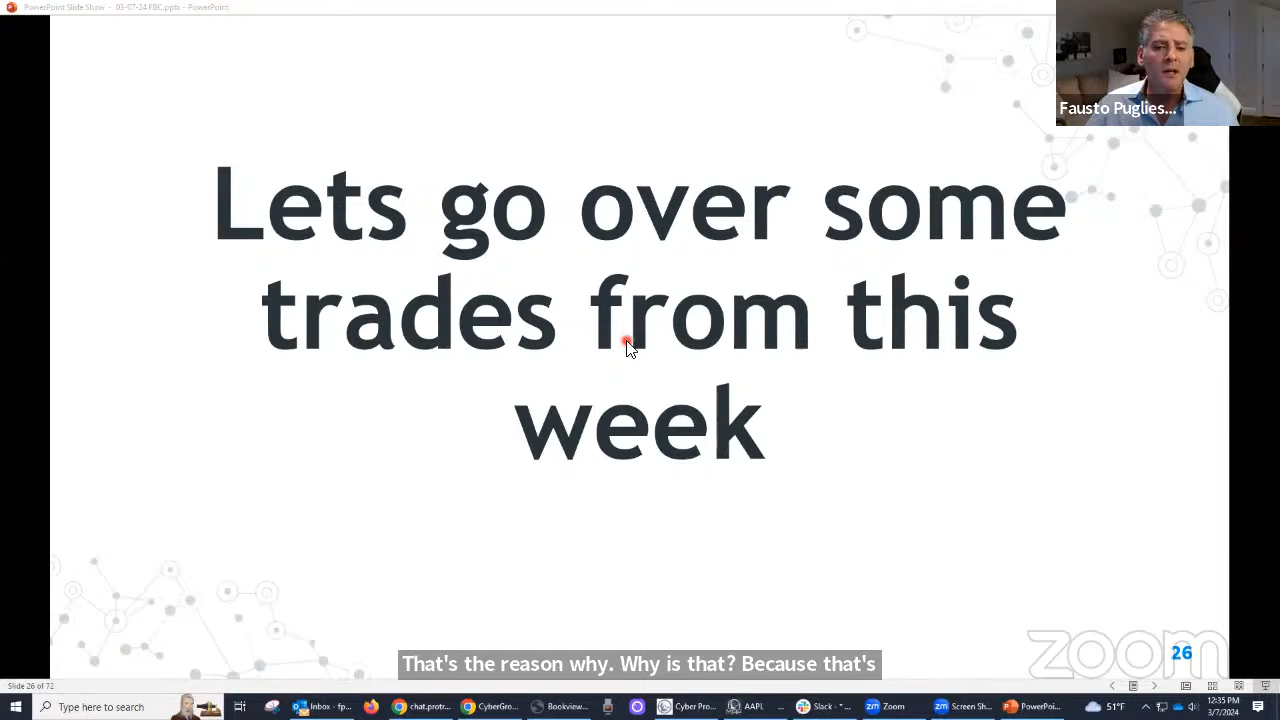 PowerPoint Slide Show - 03-07-24 FBC.pptx - PowerPoint
Fausto Puglies...
Lets go over some
trades from this
week
zoom
26
That's the reason why. Why is that? Because that's
Slide 26 of 72
Type here to search
Inbox - fp...
chat.protr...
CyberGro...
Bookview...
Cyber Pro...
AAPL ...
Slack - "...
Zoom
Screen Sh...
PowerPoi...
51°F
12:35 PM
3/7/2024